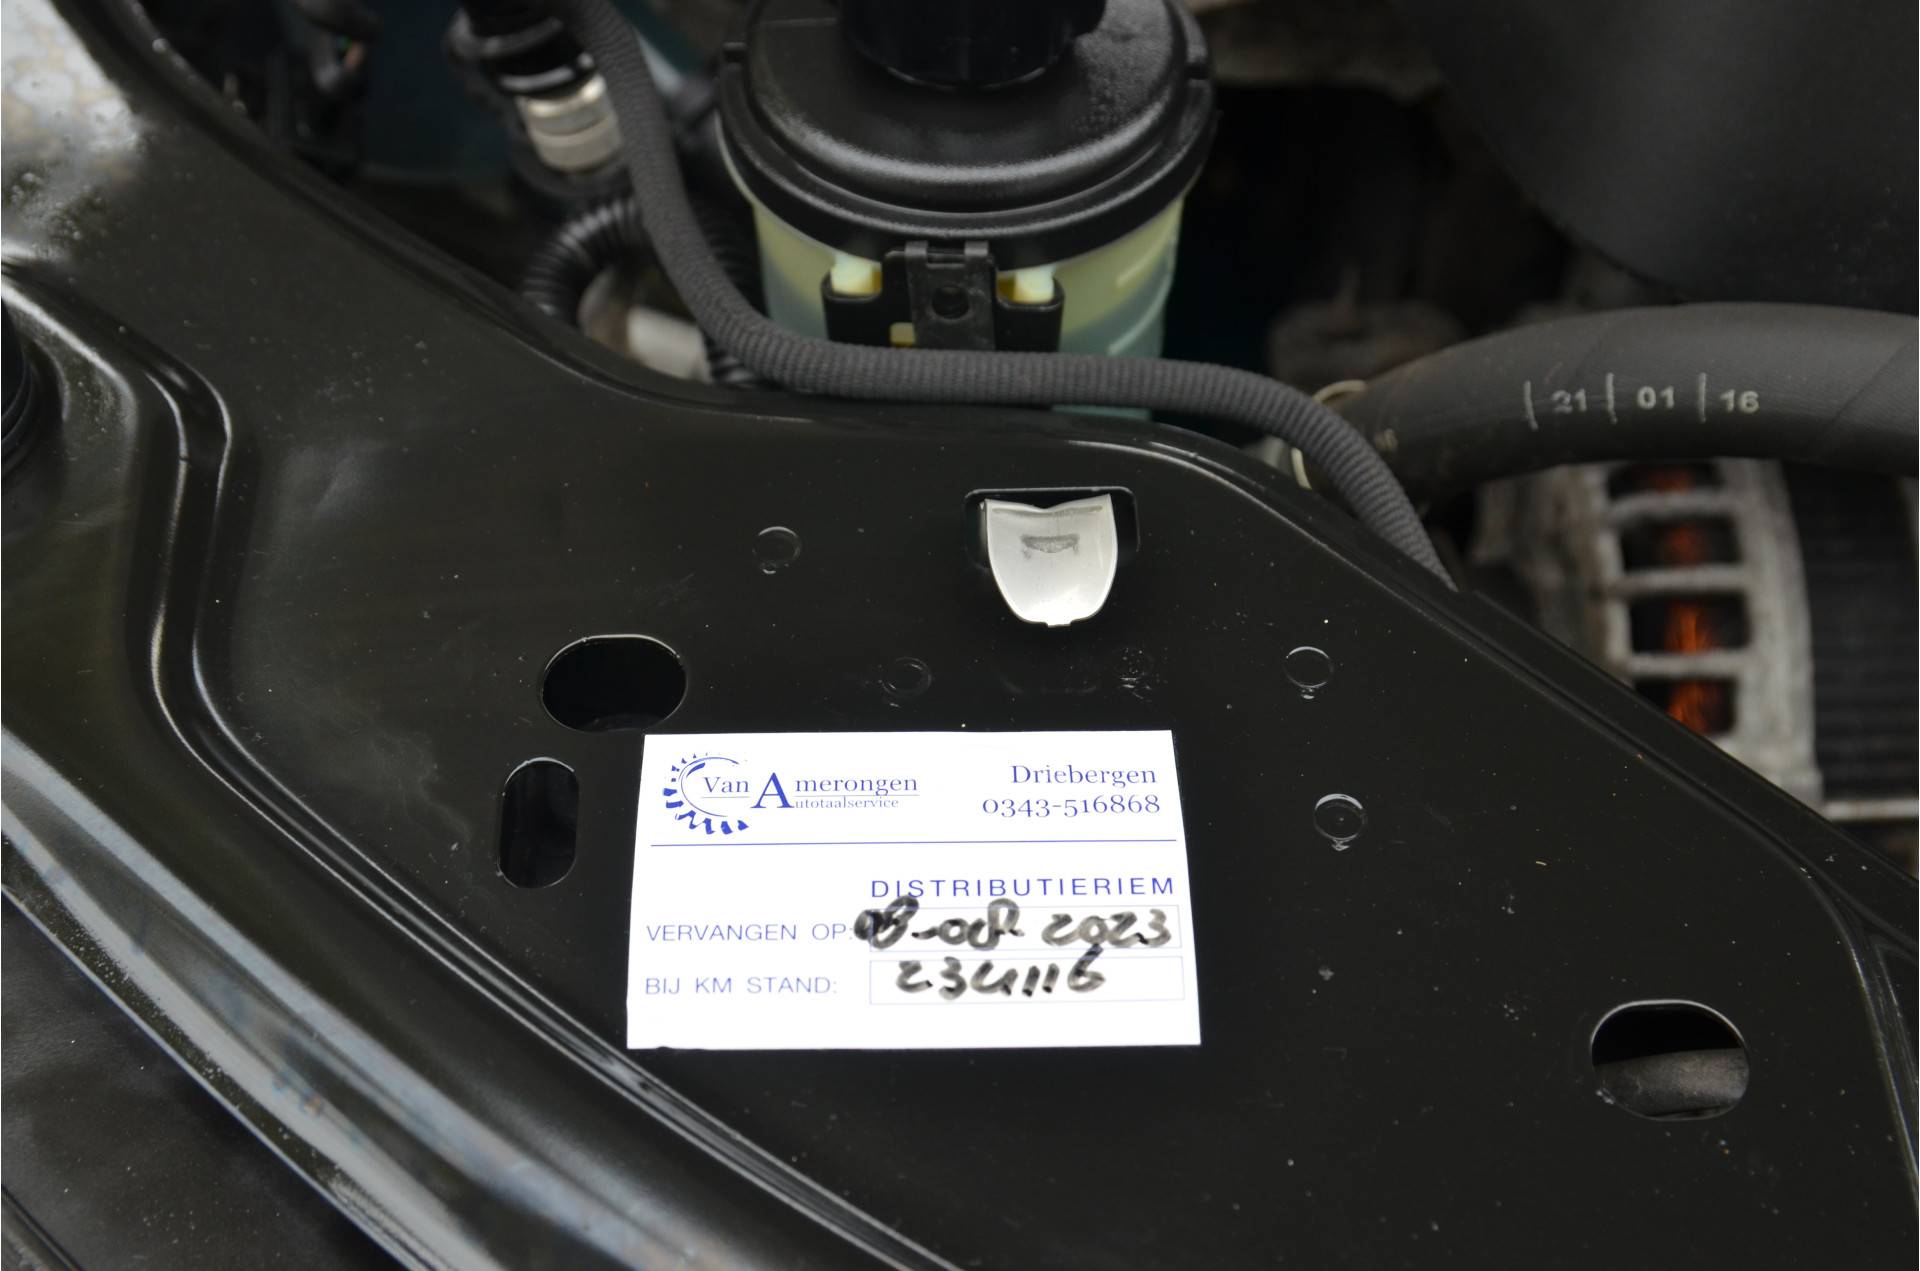 21 01 16
Van Amerongen
Autotaalservice
Driebergen
0343-516868
DISTRIBUTIERIEM
VERVANGEN OP: 08-08-2023
BIJ KM STAND: 234116